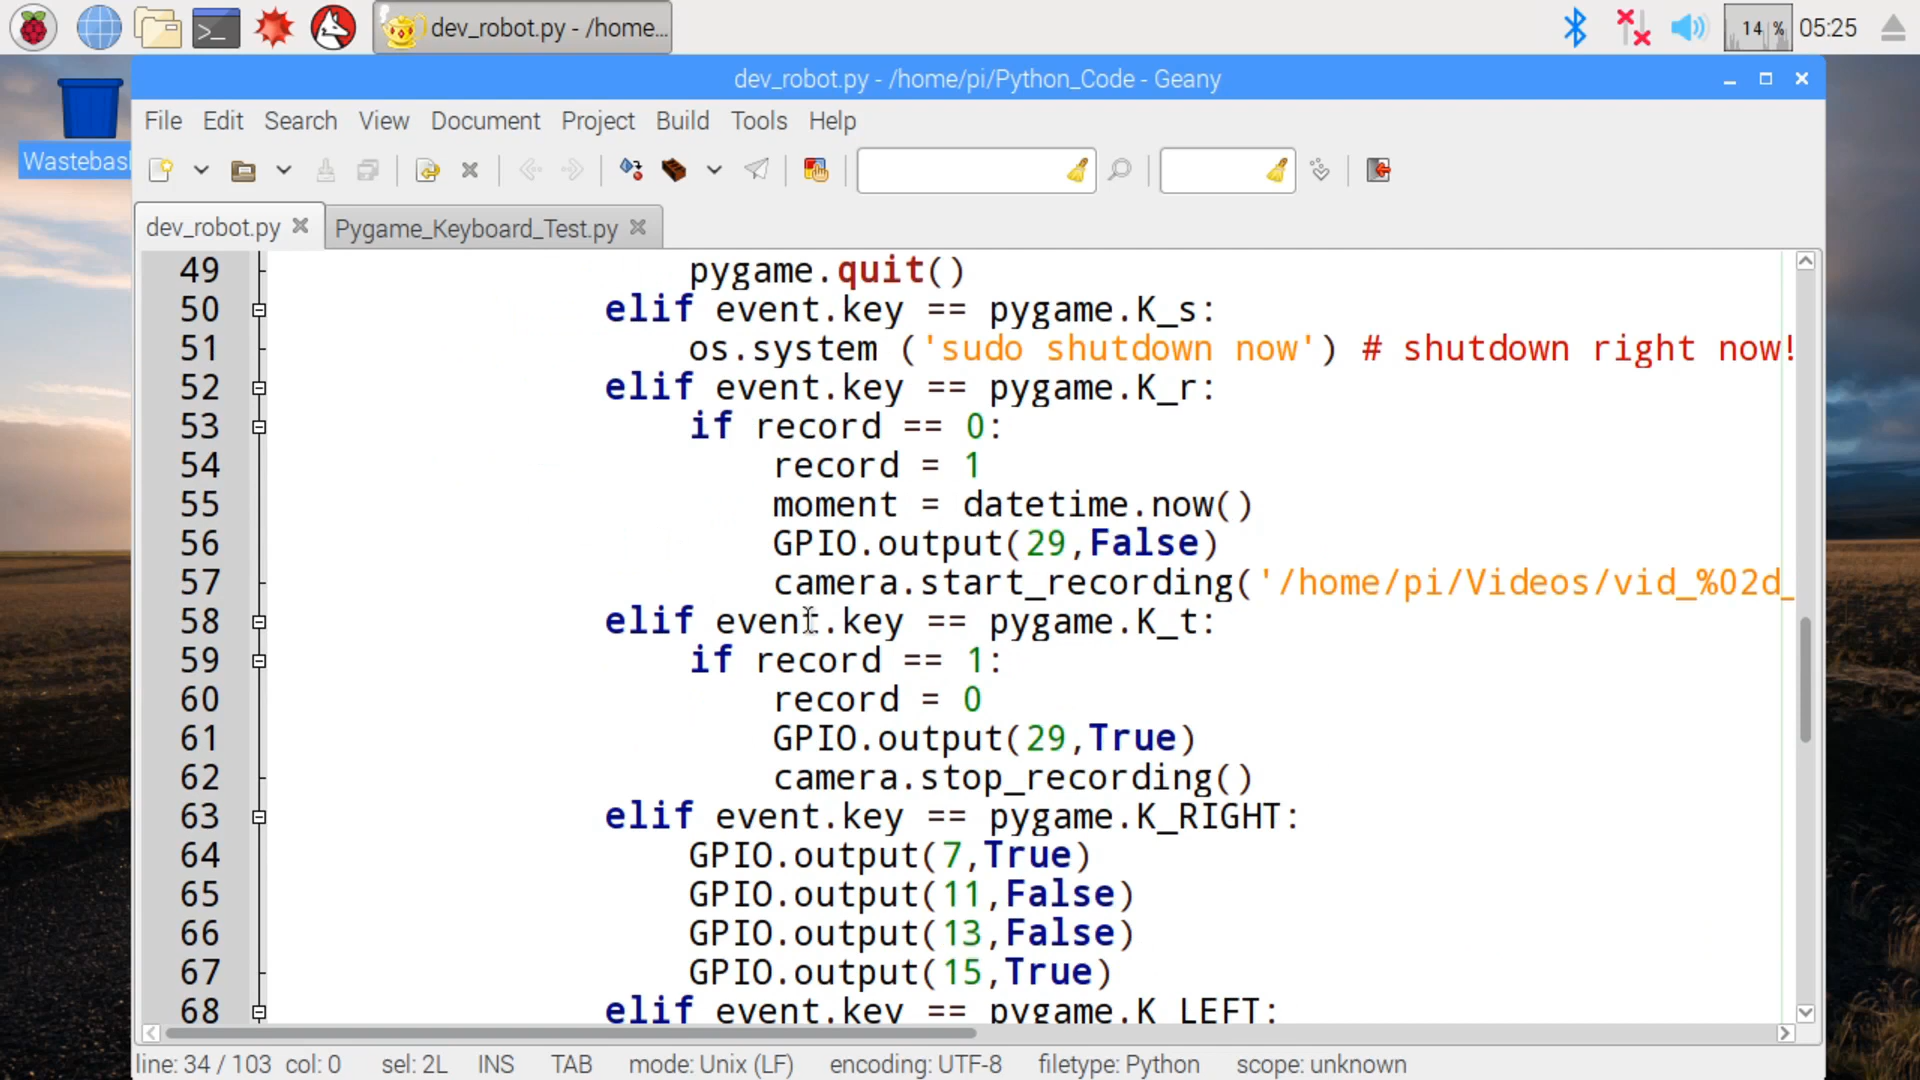 dev_robot.py - /home...
14 %
05:25
dev_robot.py - /home/pi/Python_Code - Geany
Wastebas
File Edit Search View Document Project Build Tools Help
dev_robot.py Pygame_Keyboard_Test.py
49 pygame.quit()
50 elif event.key == pygame.K_s:
51 os.system ('sudo shutdown now') # shutdown right now!
52 elif event.key == pygame.K_r:
53 if record == 0:
54 record = 1
55 moment = datetime.now()
56 GPIO.output(29,False)
57 camera.start_recording('/home/pi/Videos/vid_%02d_
58 elif event.key == pygame.K_t:
59 if record == 1:
60 record = 0
61 GPIO.output(29,True)
62 camera.stop_recording()
63 elif event.key == pygame.K_RIGHT:
64 GPIO.output(7,True)
65 GPIO.output(11,False)
66 GPIO.output(13,False)
67 GPIO.output(15,True)
68 elif event.key == pygame.K_LEFT:
line: 34 / 103 col: 0 sel: 2L INS TAB mode: Unix (LF) encoding: UTF-8 filetype: Python scope: unknown